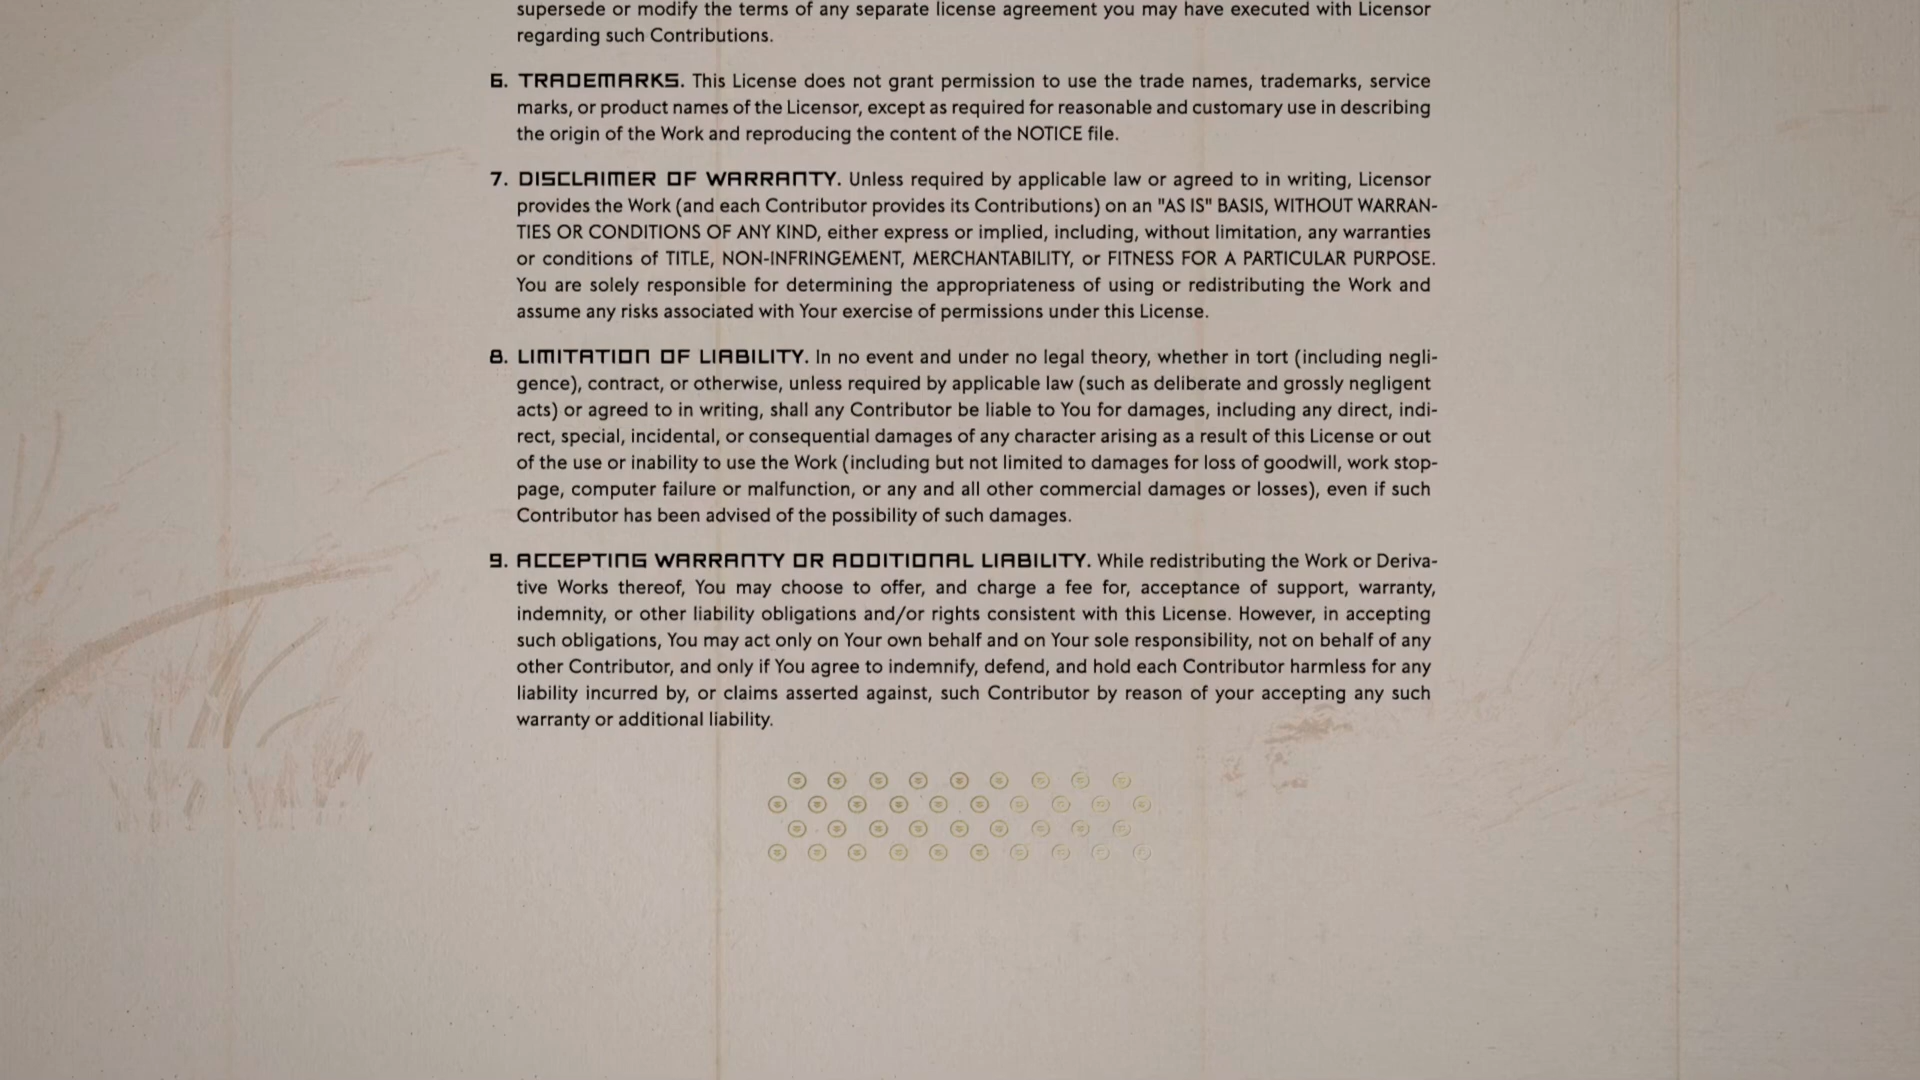 supersede or modify the terms of any separate license agreement you may have executed with Licensor
regarding such Contributions.
6. TRADEMARKS. This License does not grant permission to use the trade names, trademarks, service
marks, or product names of the Licensor, except as required for reasonable and customary use in describing
the origin of the Work and reproducing the content of the NOTICE file.
7. DISCLAIMER OF WARRANTY. Unless required by applicable law or agreed to in writing, Licensor
provides the Work (and each Contributor provides its Contributions) on an "AS IS" BASIS, WITHOUT WARRAN-
TIES OR CONDITIONS OF ANY KIND, either express or implied, including, without limitation, any warranties
or conditions of TITLE, NON-INFRINGEMENT, MERCHANTABILITY, or FITNESS FOR A PARTICULAR PURPOSE.
You are solely responsible for determining the appropriateness of using or redistributing the Work and
assume any risks associated with Your exercise of permissions under this License.
8. LIMITATION OF LIABILITY. In no event and under no legal theory, whether in tort (including negli-
gence), contract, or otherwise, unless required by applicable law (such as deliberate and grossly negligent
acts) or agreed to in writing, shall any Contributor be liable to You for damages, including any direct, indi-
rect, special, incidental, or consequential damages of any character arising as a result of this License or out
of the use or inability to use the Work (including but not limited to damages for loss of goodwill, work stop-
page, computer failure or malfunction, or any and all other commercial damages or losses), even if such
Contributor has been advised of the possibility of such damages.
9. ACCEPTING WARRANTY OR ADDITIONAL LIABILITY. While redistributing the Work or Deriva-
tive Works thereof, You may choose to offer, and charge a fee for, acceptance of support, warranty,
indemnity, or other liability obligations and/or rights consistent with this License. However, in accepting
such obligations, You may act only on Your own behalf and on Your sole responsibility, not on behalf of any
other Contributor, and only if You agree to indemnify, defend, and hold each Contributor harmless for any
liability incurred by, or claims asserted against, such Contributor by reason of your accepting any such
warranty or additional liability.